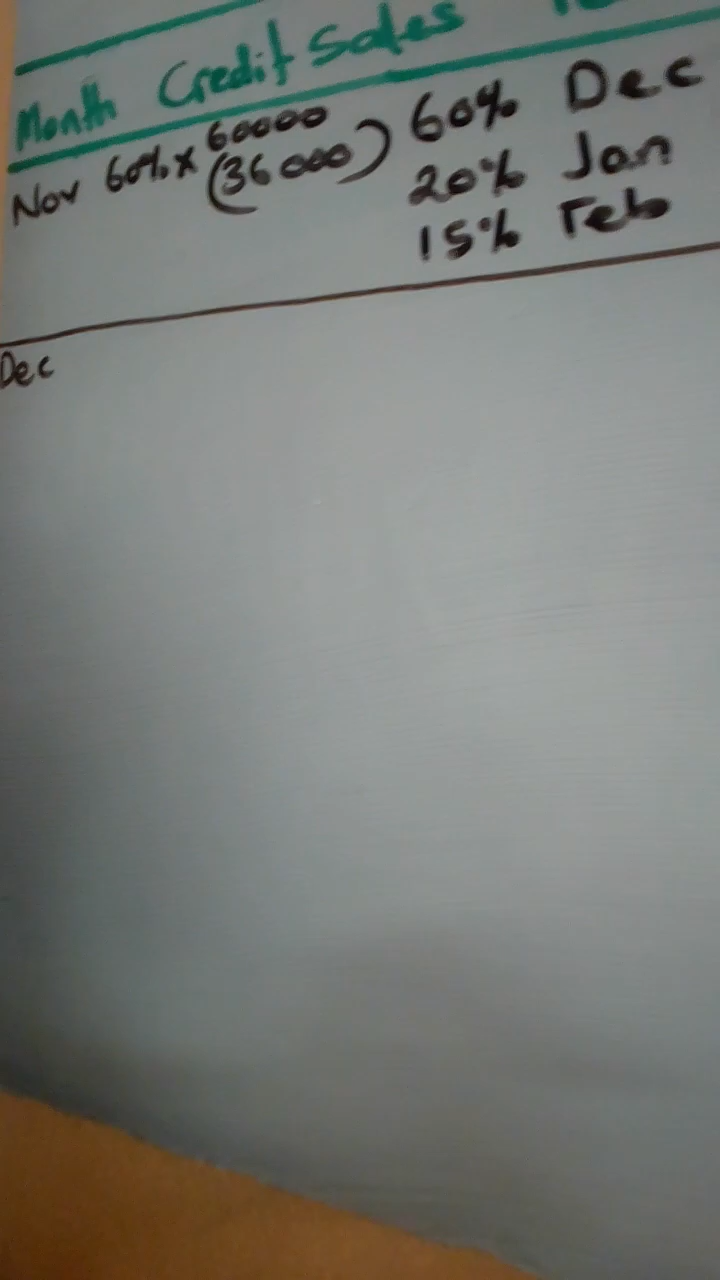 Month Credit Sales
Nov 60% x 60000 60% Dec
(36000) 20% Jan
15% Feb
Dec